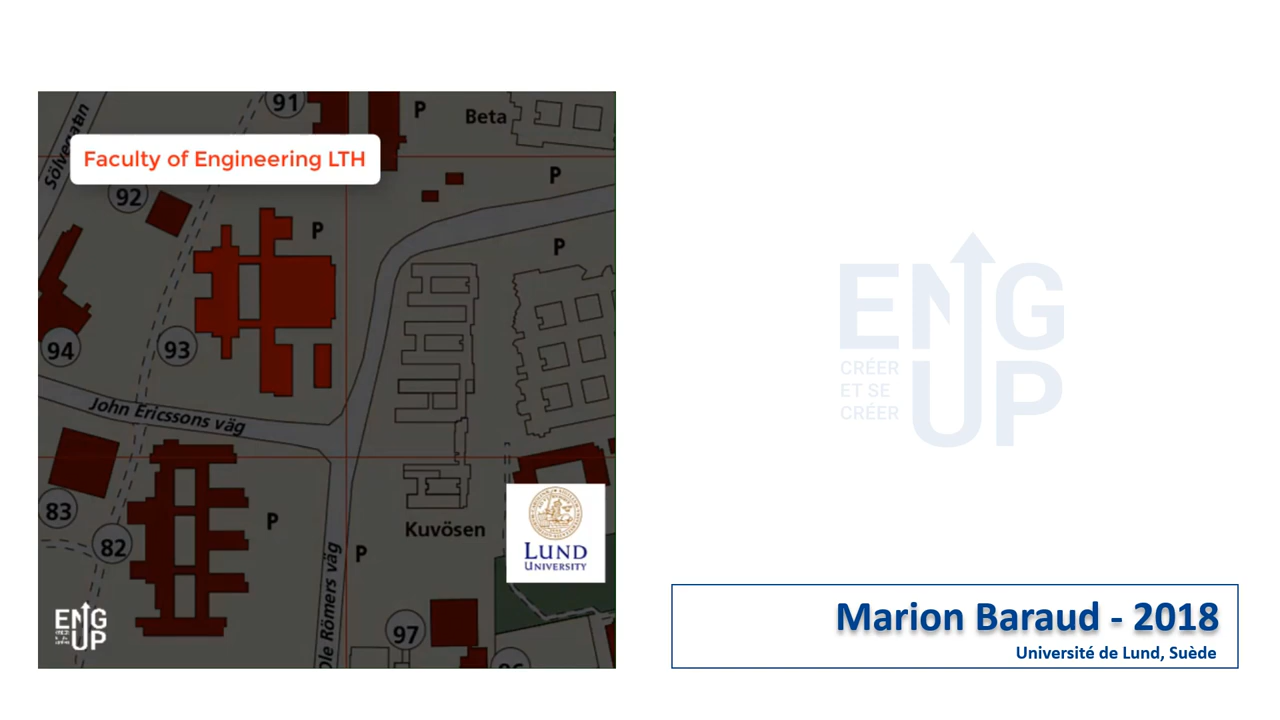 91
P
Beta
Sölvegatan
Faculty of Engineering LTH
P
92
P
P
94
93
John Ericssons väg
83
P
82
Kuvösen
P
Ole Römers väg
97
LUND
UNIVERSITY
ENG
UP
ENG
UP
CRÉER
ET SE
CRÉER
Marion Baraud - 2018
Université de Lund, Suède